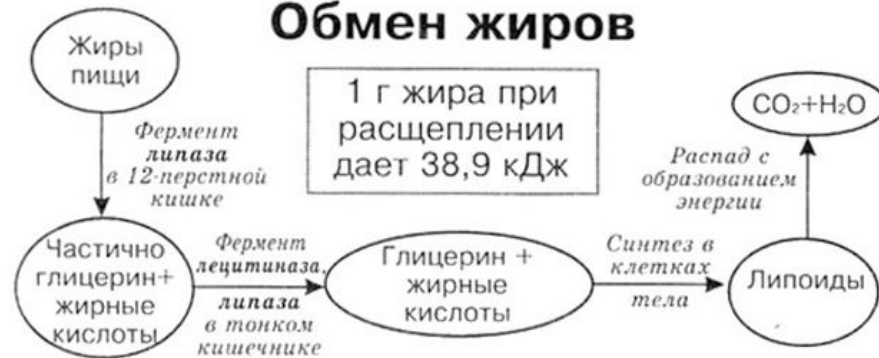 Обмен жиров
Жиры
пищи
1 г жира при
расщеплении
дает 38,9 кДж
CO₂+H₂O
Фермент
липаза
в 12-перстной
кишке
Распад с
образованием
энергии
Частично
глицерин+
жирные
кислоты
Фермент
лецитиназа,
липаза
в тонком
кишечнике
Глицерин +
жирные
кислоты
Синтез в
клетках
тела
Липоиды